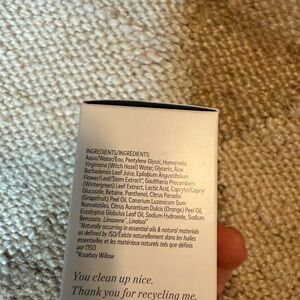 INGREDIENTS/INGRÉDIENTS:
Aqua/Water/Eau, Pentylene Glycol, Hamamelis
Virginiana (Witch Hazel) Water, Glycerin, Aloe
Barbadensis Leaf Juice, Epilobium Angustifolium
Flower/Leaf/Stem Extract*, Gaultheria Procumbens
(Wintergreen) Leaf Extract, Lactic Acid, Caprylyl/Capryl
Glucoside, Betaine, Panthenol, Citrus Paradisi
(Grapefruit) Peel Oil, Canarium Luzonicum Gum
Nonvolatiles, Citrus Aurantium Dulcis (Orange) Peel Oil,
Eucalyptus Globulus Leaf Oil, Sodium Hydroxide, Sodium
Benzoate, Limonene°, Linalool°
°Naturally occurring in essential oils & natural materials
as defined by ISO/Existe naturellement dans les huiles
essentielles et les matériaux naturels tels que définis
par l'ISO.
*Rosebay Willow
You clean up nice.
Thank you for recycling me.